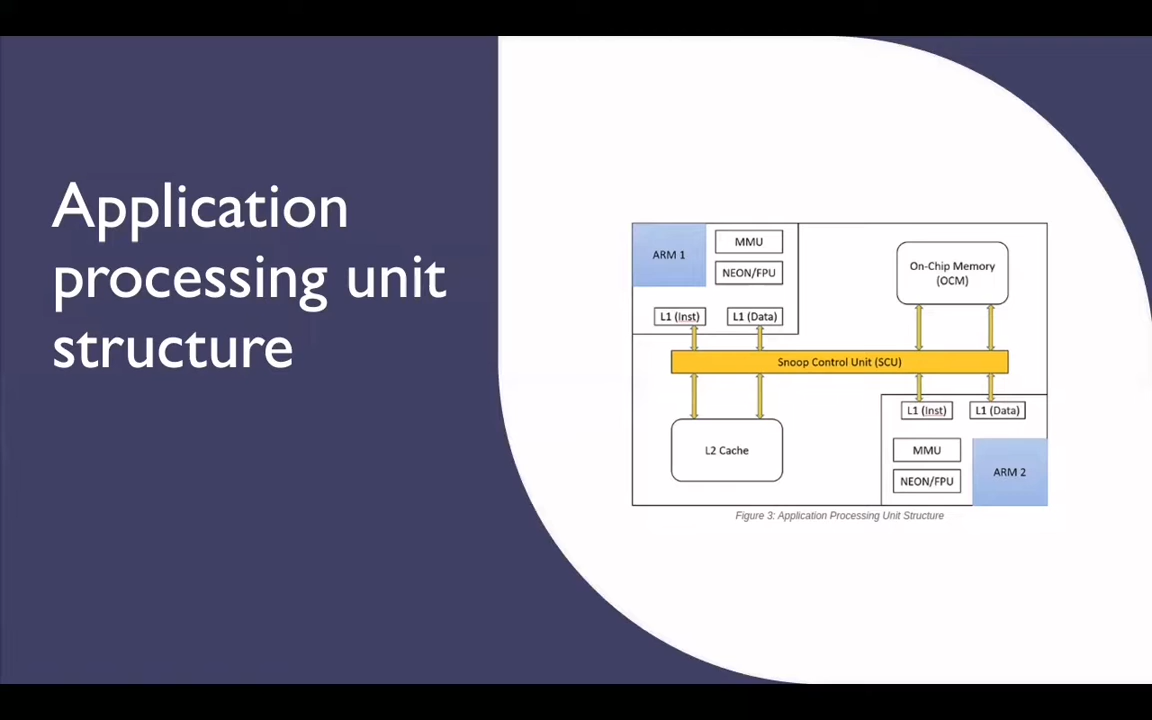 Application
processing unit
structure
ARM 1
MMU
NEON/FPU
L1 (Inst)
L1 (Data)
On-Chip Memory
(OCM)
Snoop Control Unit (SCU)
L2 Cache
L1 (Inst)
L1 (Data)
MMU
NEON/FPU
ARM 2
Figure 3: Application Processing Unit Structure